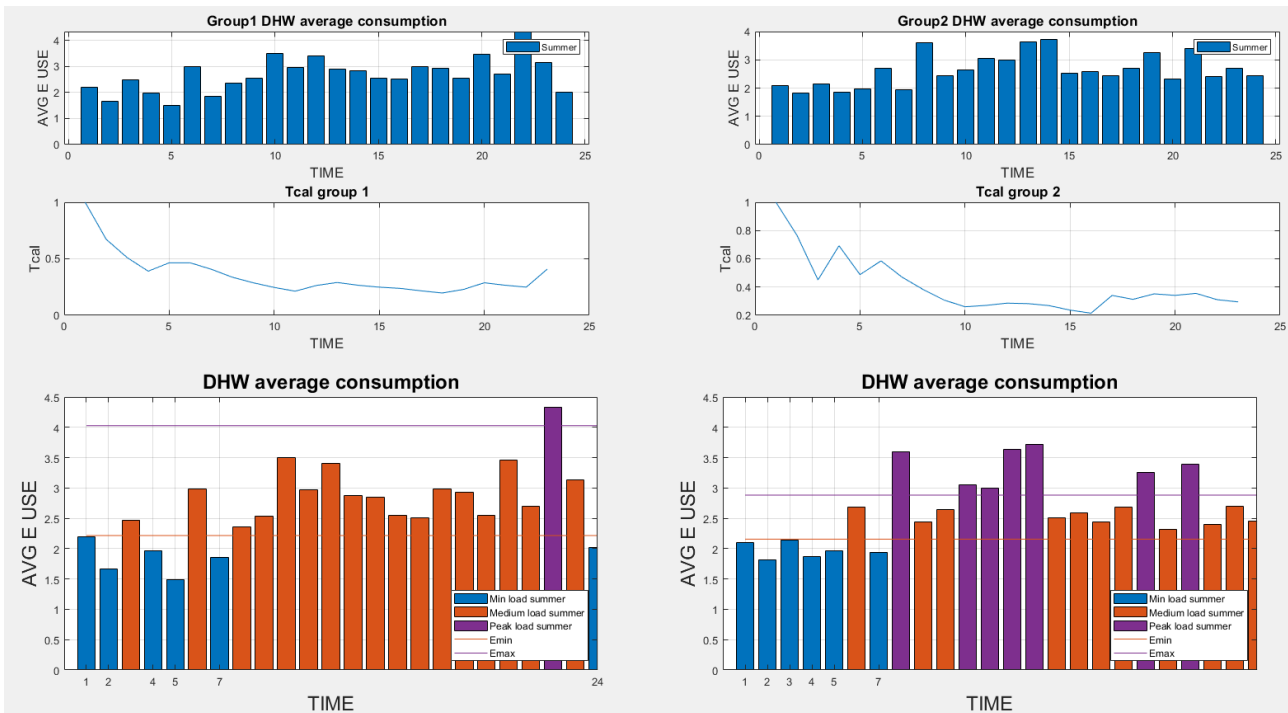 Group1 DHW average consumption
4
3
2
1
0
AVG E USE
Summer
0 5 10 15 20 25
TIME
Group2 DHW average consumption
4
3
2
1
0
AVG E USE
Summer
0 5 10 15 20 25
TIME
Tcal group 1
1
0.5
0
Tcal
0 5 10 15 20 25
TIME
Tcal group 2
1
0.8
0.6
0.4
0.2
Tcal
0 5 10 15 20 25
TIME
DHW average consumption
4.5
4
3.5
3
2.5
2
1.5
1
0.5
0
AVG E USE
Min load summer
Medium load summer
Peak load summer
Emin
Emax
1 2 4 5 7 24
TIME
DHW average consumption
4.5
4
3.5
3
2.5
2
1.5
1
0.5
0
AVG E USE
Min load summer
Medium load summer
Peak load summer
Emin
Emax
1 2 3 4 5 7
TIME